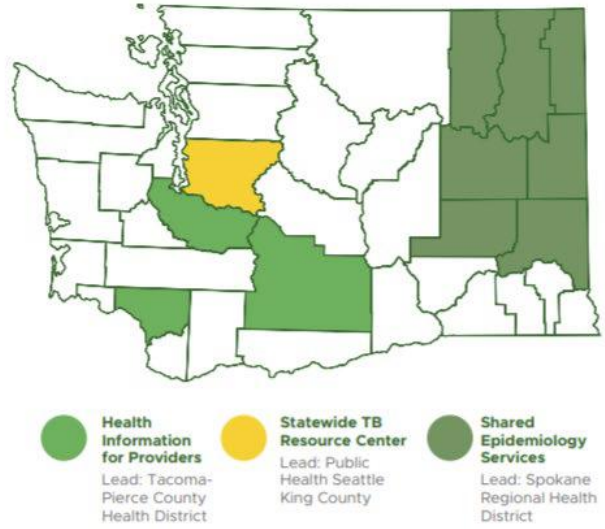 Health
Information
for Providers
Lead: Tacoma-
Pierce County
Health District
Statewide TB
Resource Center
Lead: Public
Health Seattle
King County
Shared
Epidemiology
Services
Lead: Spokane
Regional Health
District